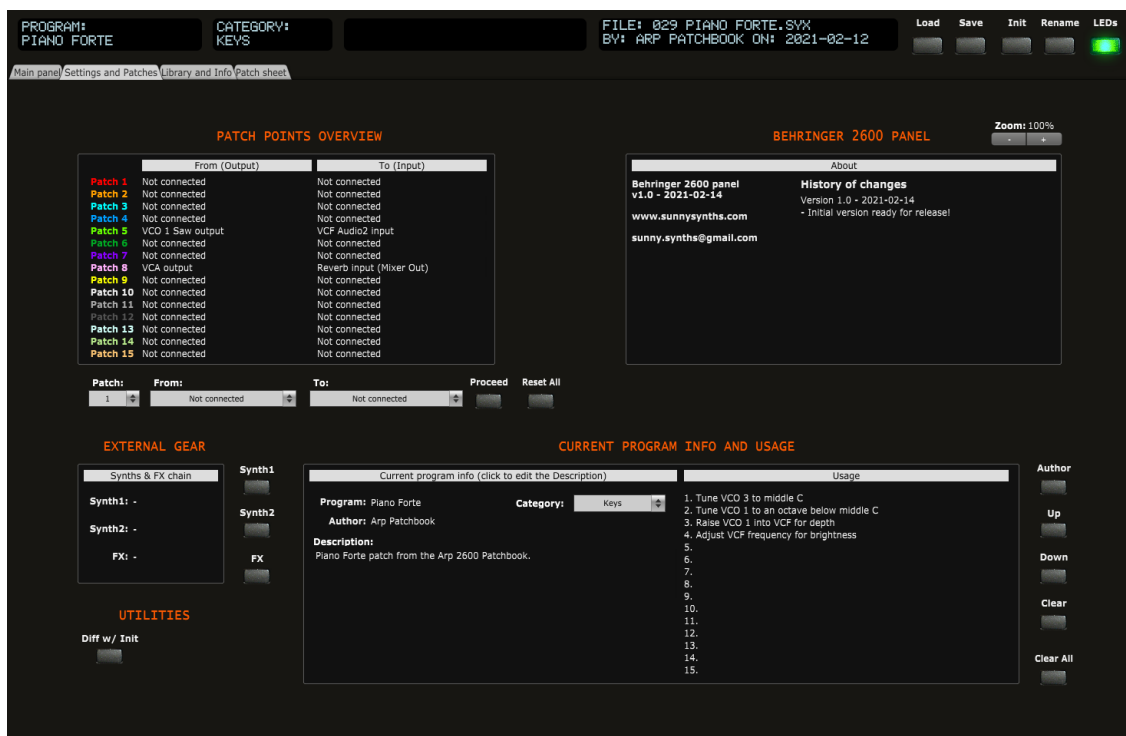 PROGRAM:
PIANO FORTE
CATEGORY:
KEYS
FILE: 029 PIANO FORTE.SYX
BY: ARP PATCHBOOK ON: 2021-02-12
Load Save Init Rename LEDs
Main panel Settings and Patches Library and Info Patch sheet
PATCH POINTS OVERVIEW
From (Output) To (Input)
Patch 1 Not connected Not connected
Patch 2 Not connected Not connected
Patch 3 Not connected Not connected
Patch 4 Not connected Not connected
Patch 5 VCO 1 Saw output VCF Audio2 input
Patch 6 Not connected Not connected
Patch 7 Not connected Not connected
Patch 8 VCA output Reverb input (Mixer Out)
Patch 9 Not connected Not connected
Patch 10 Not connected Not connected
Patch 11 Not connected Not connected
Patch 12 Not connected Not connected
Patch 13 Not connected Not connected
Patch 14 Not connected Not connected
Patch 15 Not connected Not connected
BEHRINGER 2600 PANEL
Zoom: 100%
- +
About
Behringer 2600 panel
v1.0 - 2021-02-14
www.sunnysynths.com
sunny.synths@gmail.com
History of changes
Version 1.0 - 2021-02-14
- Initial version ready for release!
Patch: From: To: Proceed Reset All
1 Not connected Not connected
EXTERNAL GEAR
Synths & FX chain
Synth1: -
Synth2: -
FX: -
Synth1
Synth2
FX
UTILITIES
Diff w/ Init
CURRENT PROGRAM INFO AND USAGE
Current program info (click to edit the Description)
Program: Piano Forte
Category: Keys
Author: Arp Patchbook
Description:
Piano Forte patch from the Arp 2600 Patchbook.
Usage
1. Tune VCO 3 to middle C
2. Tune VCO 1 to an octave below middle C
3. Raise VCO 1 into VCF for depth
4. Adjust VCF frequency for brightness
5.
6.
7.
8.
9.
10.
11.
12.
13.
14.
15.
Author
Up
Down
Clear
Clear All